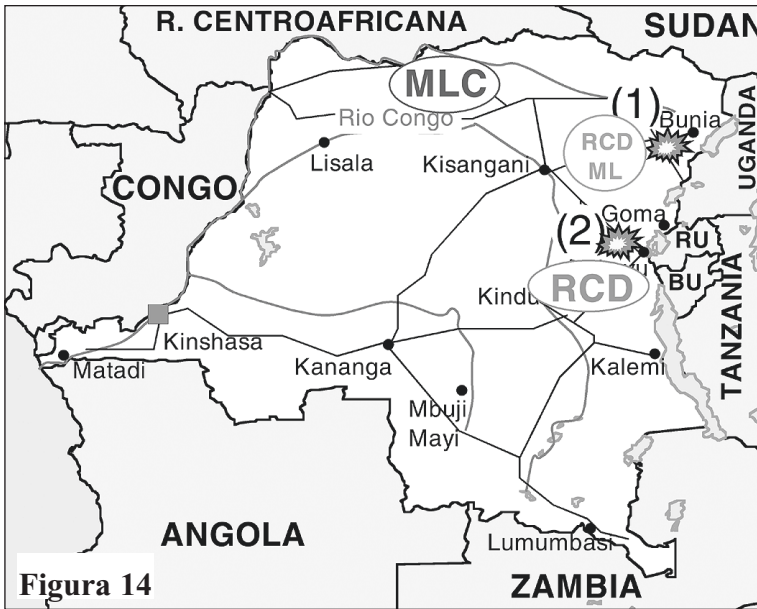 R. CENTROAFRICANA
SUDAN
MLC
(1)
Bunia
Rio Congo
RCD
ML
UGANDA
Lisala
Kisangani
CONGO
Goma
(2)
RU
RCD
BU
Kindu
TANZANIA
Kinshasa
Kananga
Kalemi
Matadi
Mbuji
Mayi
ANGOLA
Lumumbasi
Figura 14
ZAMBIA